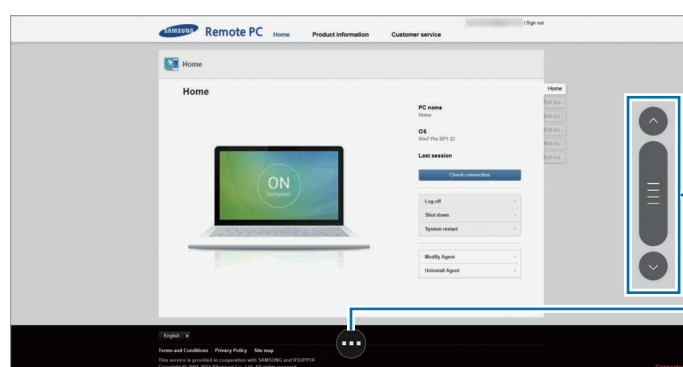 | Sign out
SAMSUNG Remote PC Home Product information Customer service
Home
Home
Home
PC name
Home
OS
Win7 Pro SP1 32
Last session
Check connection
ON
computer
Log off
Shut down
System restart
Modify Agent
Uninstall Agent
English
Terms and Conditions Privacy Policy Site map
This service is provided in cooperation with SAMSUNG and RSUPPOR